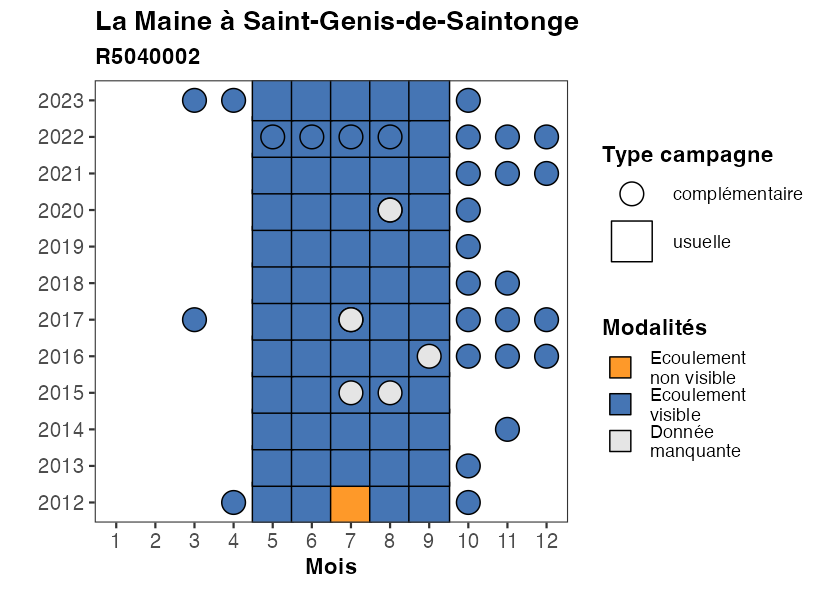 La Maine à Saint-Genis-de-Saintonge
R5040002
2023
2022
2021
2020
2019
2018
2017
2016
2015
2014
2013
2012
1 2 3 4 5 6 7 8 9 10 11 12
Mois
Type campagne
complémentaire
usuelle
Modalités
Ecoulement
non visible
Ecoulement
visible
Donnée
manquante